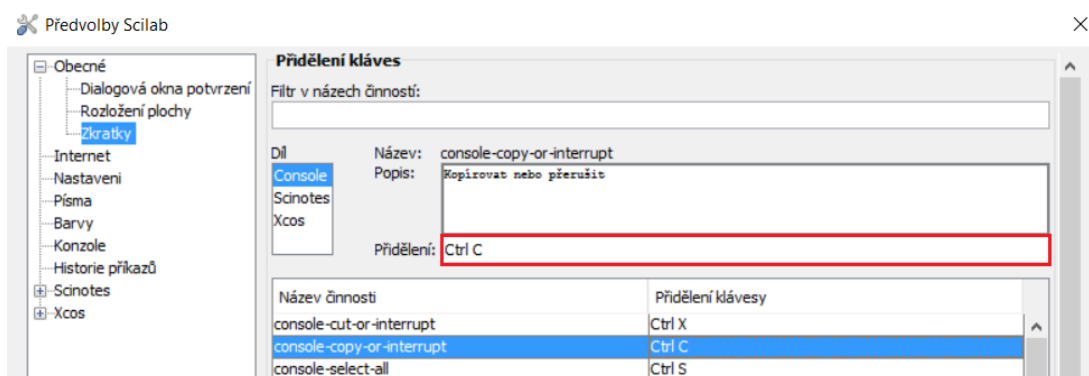 Předvolby Scilab
Obecné
Dialogová okna potvrzení
Rozložení plochy
Zkratky
Internet
Nastaveni
Písma
Barvy
Konzole
Historie příkazů
Scinotes
Xcos
Přidělení kláves
Filtr v názech činností:
Díl
Console
Scinotes
Xcos
Název: console-copy-or-interrupt
Popis: Kopírovat nebo přerušit
Přidělení: Ctrl C
Název činnosti Přidělení klávesy
console-cut-or-interrupt Ctrl X
console-copy-or-interrupt Ctrl C
console-select-all Ctrl S